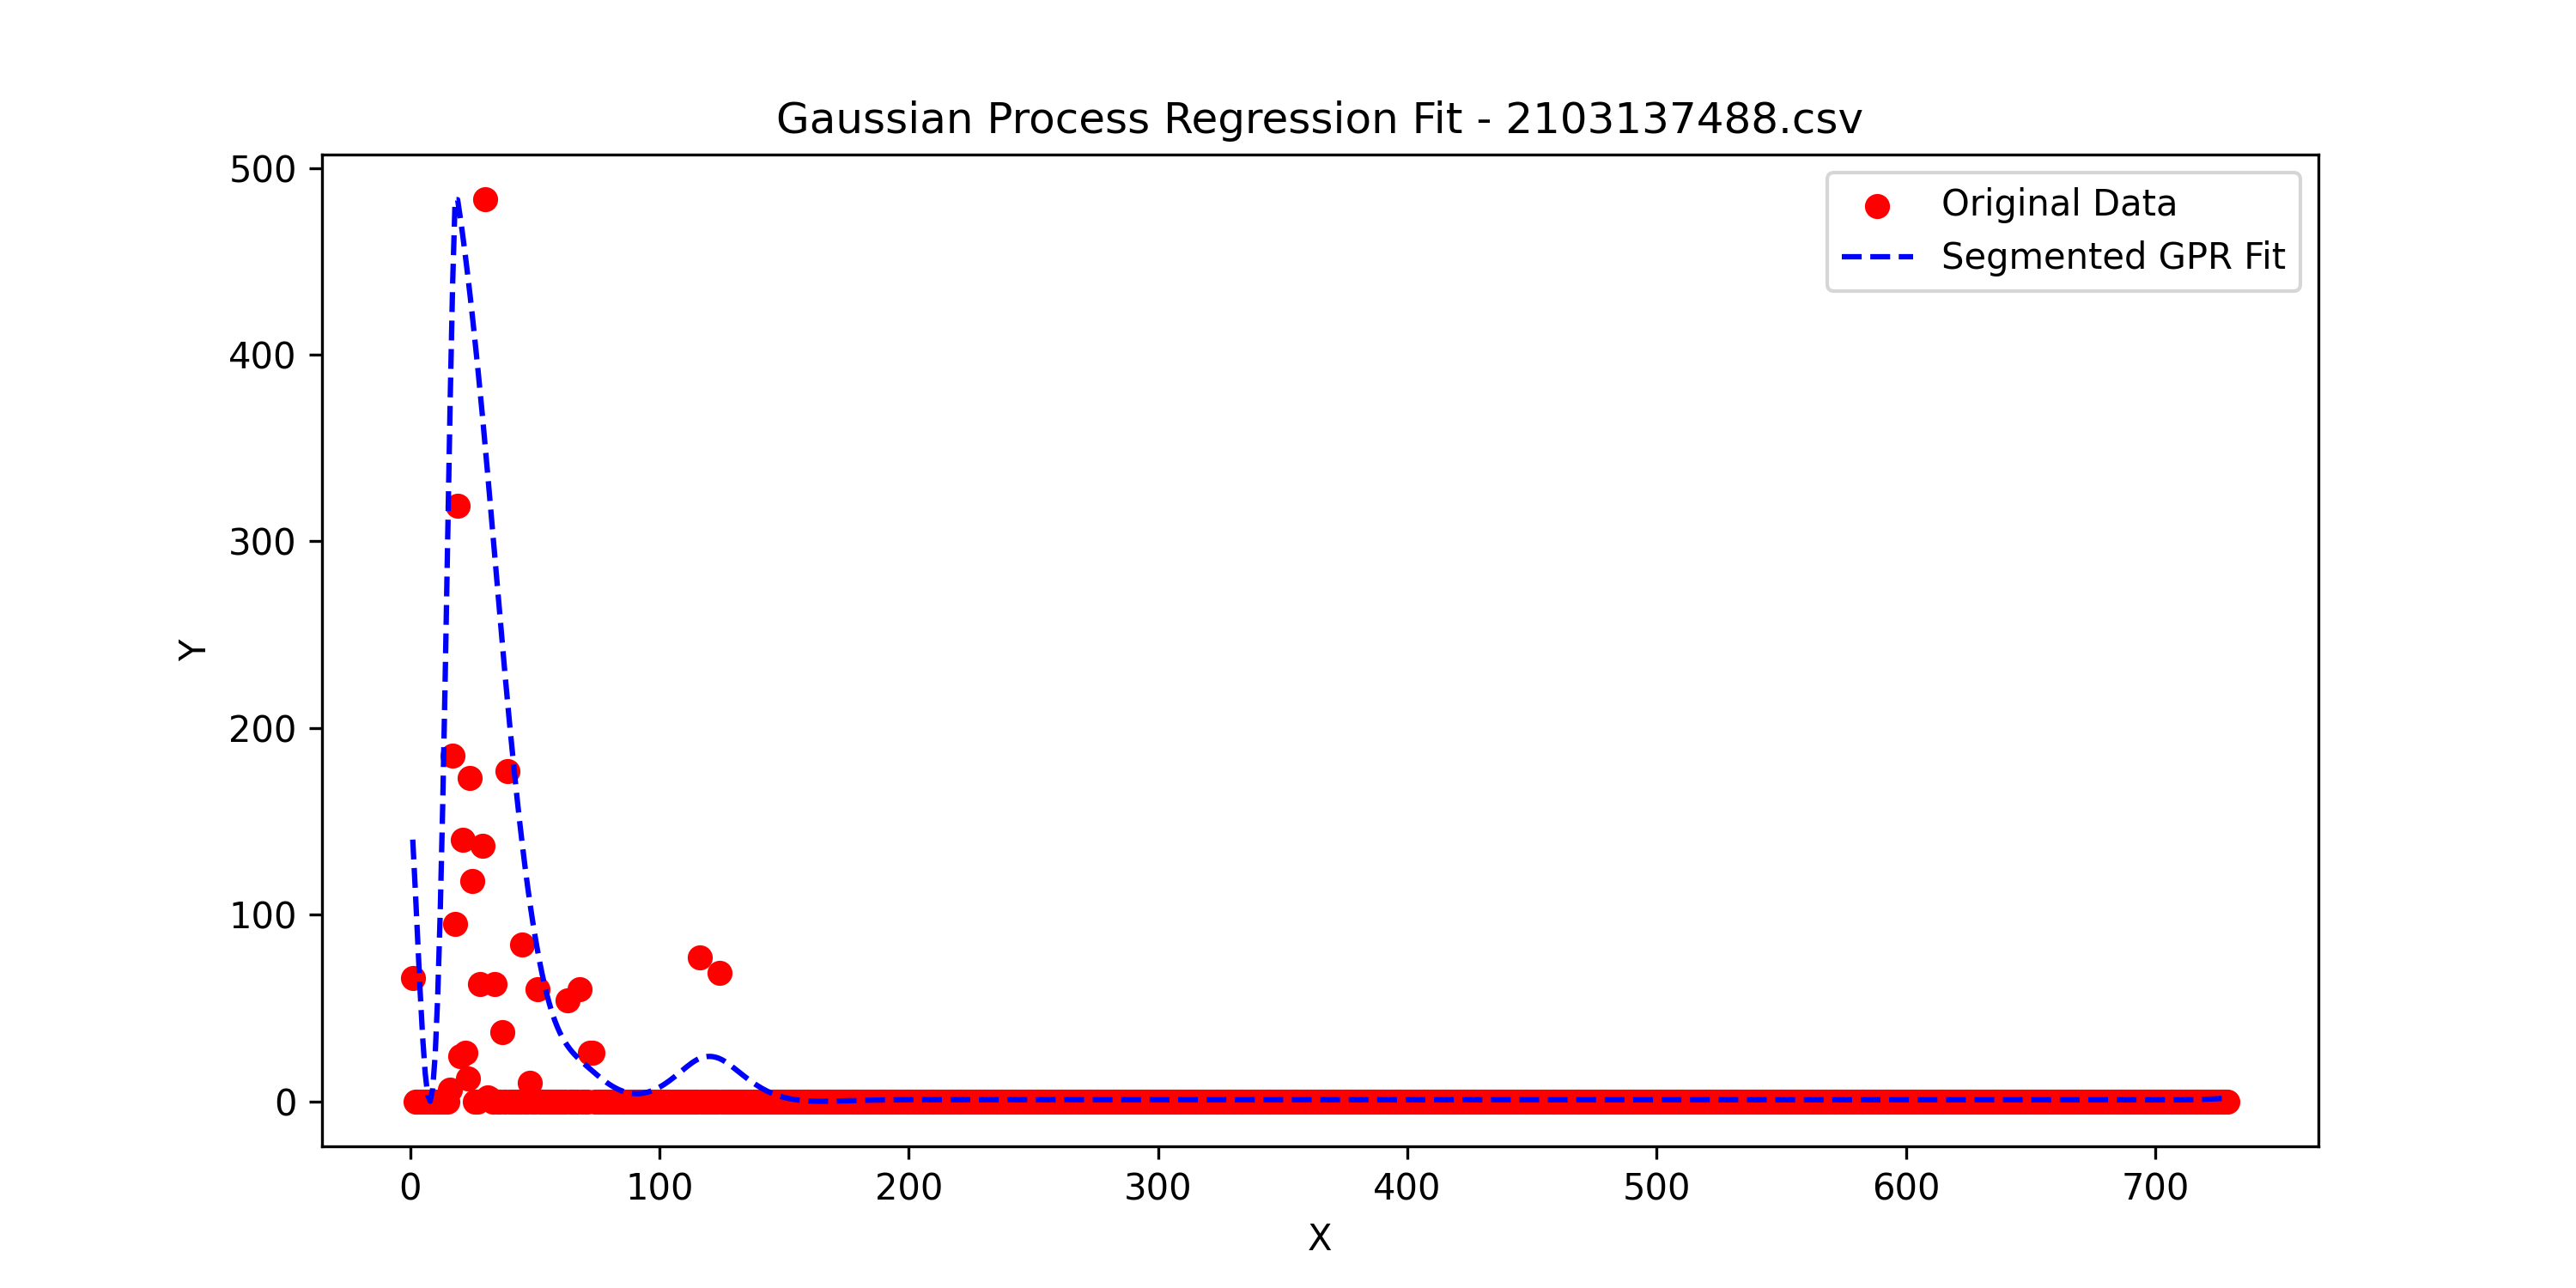 Gaussian Process Regression Fit - 2103137488.csv
Original Data
Segmented GPR Fit
500
400
300
200
100
0
Y
0 100 200 300 400 500 600 700
X